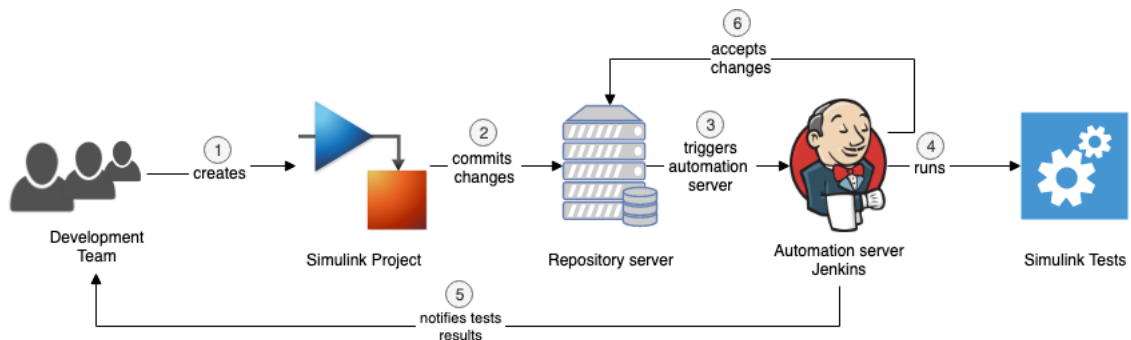 6
accepts
changes
1
creates
2
commits
changes
3
triggers
automation
server
4
runs
Development
Team
Simulink Project
Repository server
Automation server
Jenkins
Simulink Tests
5
notifies tests
results